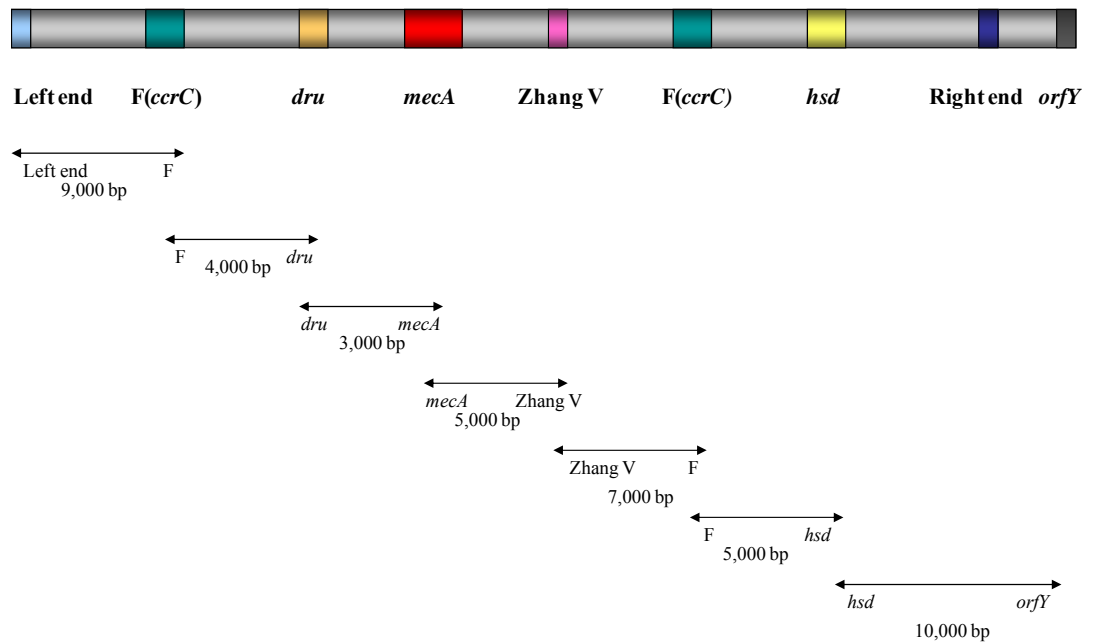 Left end F(ccrC) dru mecA Zhang V F(ccrC) hsd Right end orfY
Left end F
9,000 bp
F dru
4,000 bp
dru mecA
3,000 bp
mecA Zhang V
5,000 bp
Zhang V F
7,000 bp
F hsd
5,000 bp
hsd orfY
10,000 bp